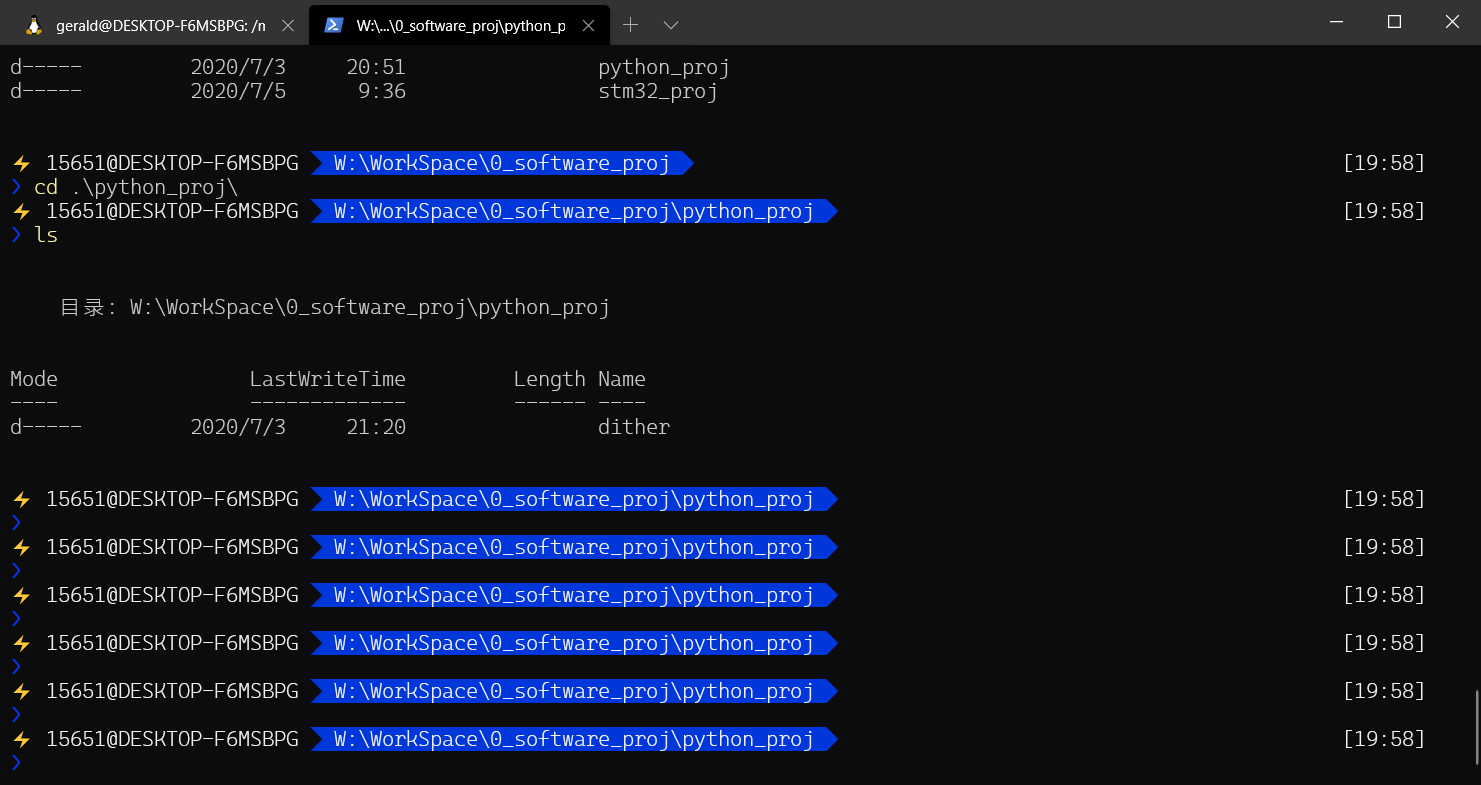 gerald@DESKTOP-F6MSBPG: /n
W:\...\0_software_proj\python_p
d----- 2020/7/3 20:51 python_proj
d----- 2020/7/5 9:36 stm32_proj
⚡ 15651@DESKTOP-F6MSBPG W:\WorkSpace\0_software_proj [19:58]
❯ cd .\python_proj\
⚡ 15651@DESKTOP-F6MSBPG W:\WorkSpace\0_software_proj\python_proj [19:58]
❯ ls
目录: W:\WorkSpace\0_software_proj\python_proj
Mode LastWriteTime Length Name
---- ------------- ------ ----
d----- 2020/7/3 21:20 dither
⚡ 15651@DESKTOP-F6MSBPG W:\WorkSpace\0_software_proj\python_proj [19:58]
❯
⚡ 15651@DESKTOP-F6MSBPG W:\WorkSpace\0_software_proj\python_proj [19:58]
❯
⚡ 15651@DESKTOP-F6MSBPG W:\WorkSpace\0_software_proj\python_proj [19:58]
❯
⚡ 15651@DESKTOP-F6MSBPG W:\WorkSpace\0_software_proj\python_proj [19:58]
❯
⚡ 15651@DESKTOP-F6MSBPG W:\WorkSpace\0_software_proj\python_proj [19:58]
❯
⚡ 15651@DESKTOP-F6MSBPG W:\WorkSpace\0_software_proj\python_proj [19:58]
❯